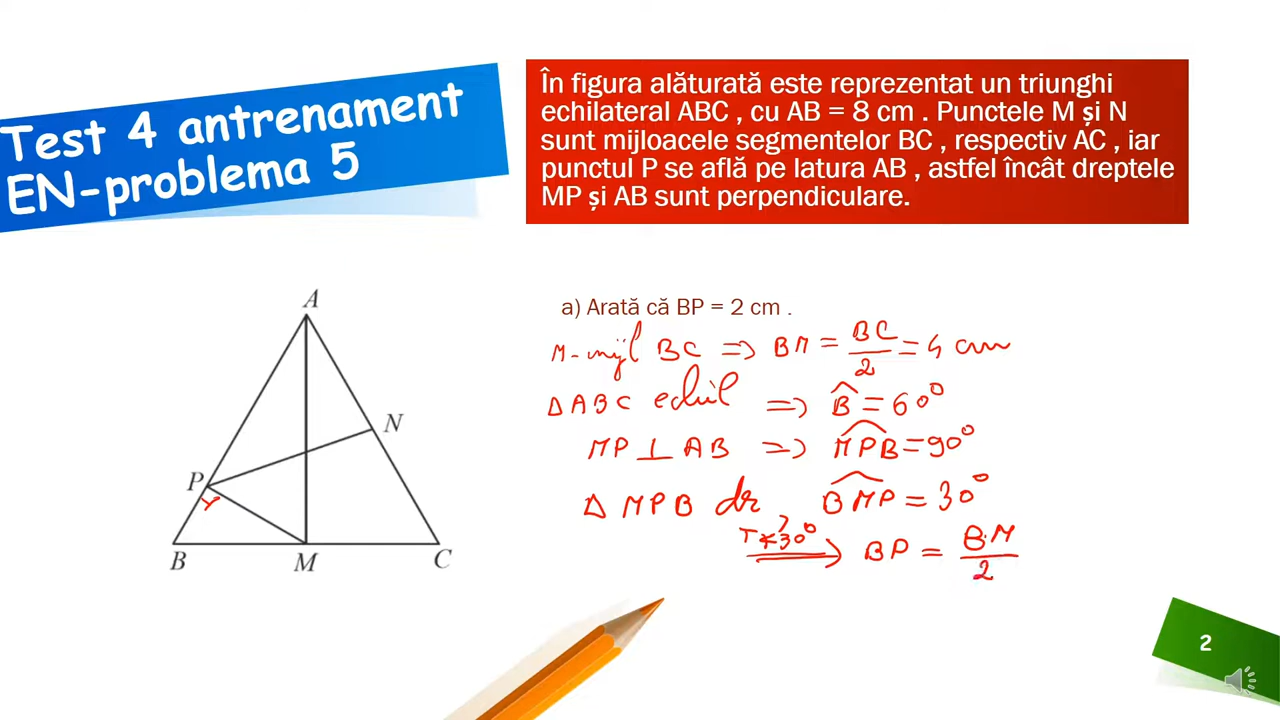 Test 4 antrenament
EN-problema 5
În figura alăturată este reprezentat un triunghi
echilateral ABC , cu AB = 8 cm . Punctele M și N
sunt mijloacele segmentelor BC , respectiv AC , iar
punctul P se află pe latura AB , astfel încât dreptele
MP și AB sunt perpendiculare.
A
N
P
B
M
C
a) Arată că BP = 2 cm .
M-mijl BC => BM = BC/2 = 4 cm
△ABC echil => B̂ = 60°
MP ⊥ AB => M͡PB = 90°
△ MPB dr B͡MP = 30°
T∢30° => BP = BM/2
2